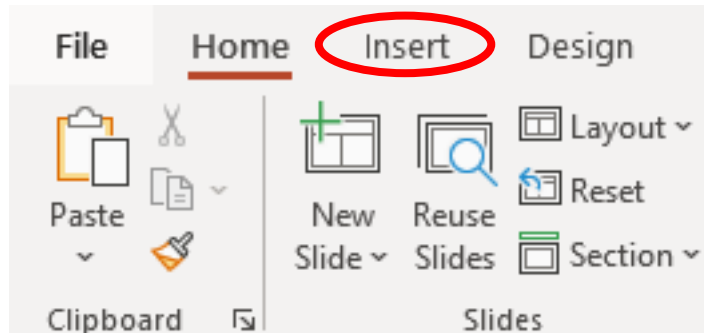 File Home Insert Design
Layout
Reset
Paste New Reuse
Slide Slides Section
Clipboard Slides